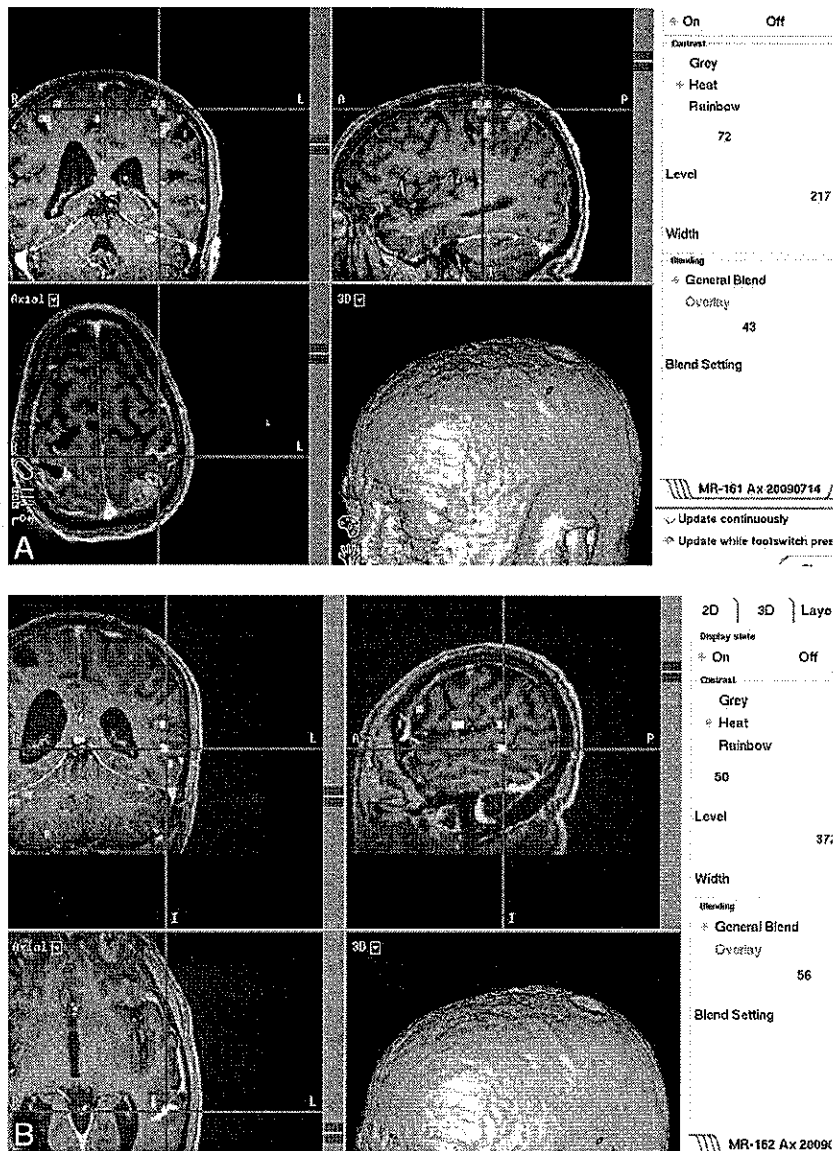 On Off
Contrast
Grey
Heat
Rainbow
72
Level
217
Width
Blending
General Blend
Overlay
43
Blend Setting
MR-161 Ax 20090714
Update continuously
Update while footswitch pres
R L
A P
Axial
L
3D
A
2D 3D Layo
Display state
On Off
Contrast
Grey
Heat
Rainbow
50
Level
372
Width
Blending
General Blend
Overlay
56
Blend Setting
MR-162 Ax 2009
L
I
A P
I
Axial
L
3D
B